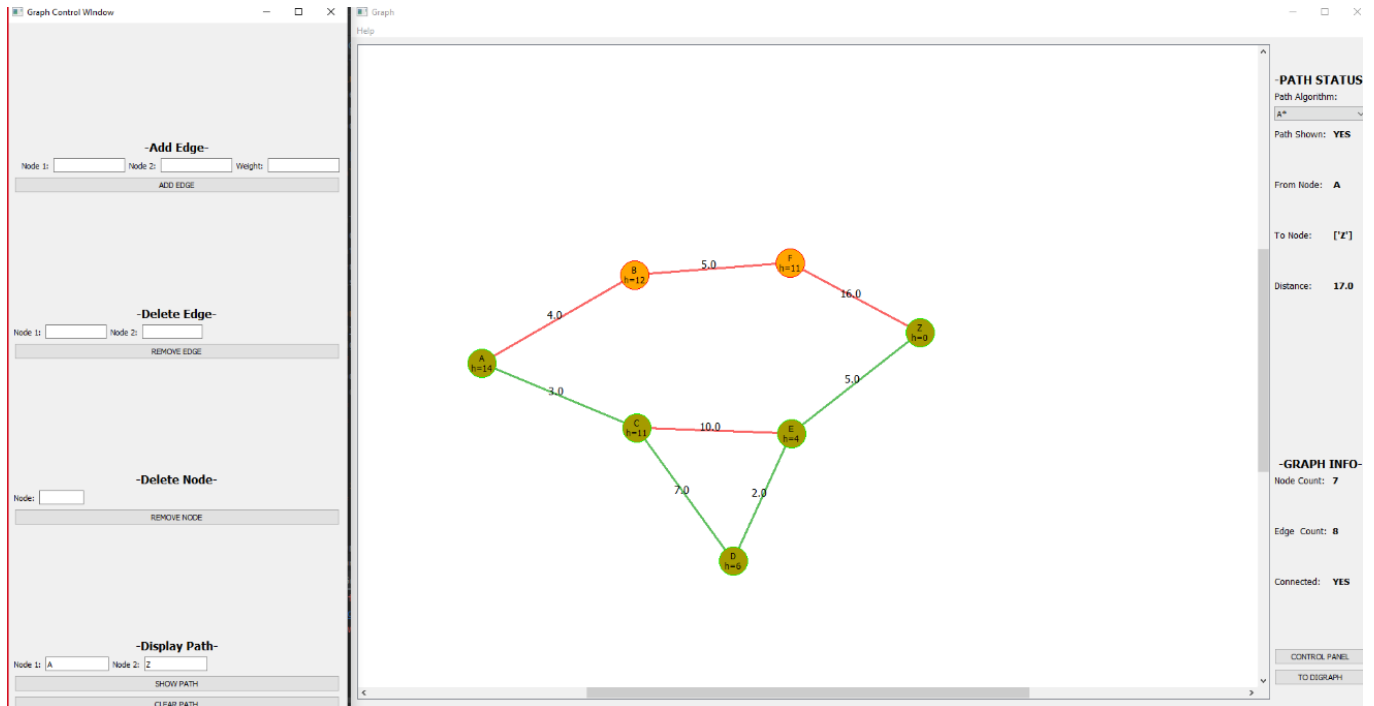 Graph Control Window
-Add Edge-
Node 1: Node 2: Weight:
ADD EDGE
-Delete Edge-
Node 1: Node 2:
REMOVE EDGE
-Delete Node-
Node:
REMOVE NODE
-Display Path-
Node 1: A Node 2: Z
SHOW PATH
CLEAR PATH
Graph
Help
B
h=12
5.0
F
h=11
4.0
16.0
Z
h=0
A
h=14
3.0
5.0
C
h=11
10.0
E
h=4
7.0
2.0
D
h=6
-PATH STATUS
Path Algorithm:
A*
Path Shown: YES
From Node: A
To Node: ['Z']
Distance: 17.0
-GRAPH INFO-
Node Count: 7
Edge Count: 8
Connected: YES
CONTROL PANEL
TO DIGRAPH